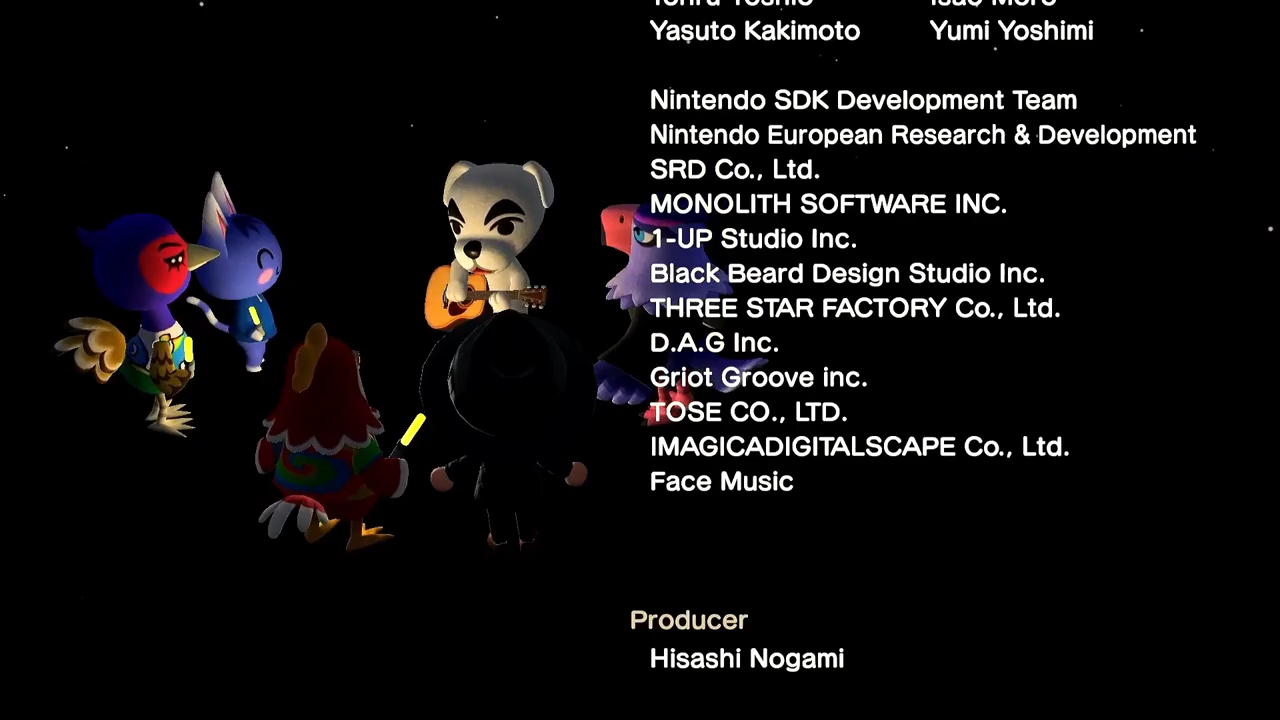 Yasuto Kakimoto Yumi Yoshimi
Nintendo SDK Development Team
Nintendo European Research & Development
SRD Co., Ltd.
MONOLITH SOFTWARE INC.
1-UP Studio Inc.
Black Beard Design Studio Inc.
THREE STAR FACTORY Co., Ltd.
D.A.G Inc.
Griot Groove inc.
TOSE CO., LTD.
IMAGICADIGITALSCAPE Co., Ltd.
Face Music
Producer
Hisashi Nogami